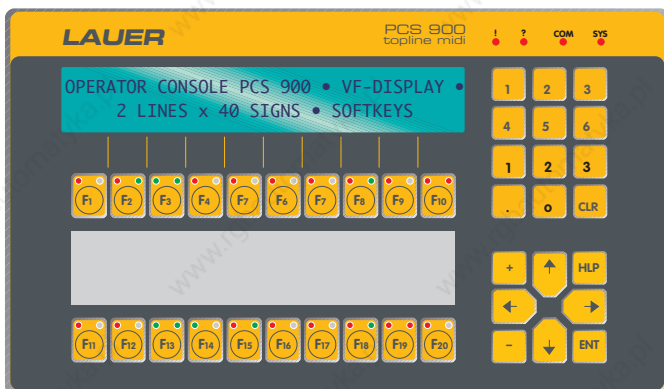 LAUER
PCS 900
topline midi
! ? COM SYS
OPERATOR CONSOLE PCS 900 • VF-DISPLAY •
2 LINES x 40 SIGNS • SOFTKEYS
1 2 3
4 5 6
1 2 3
. 0 CLR
F1 F2 F3 F4 F7 F6 F7 F8 F9 F10
+ HLP
- ENT
F11 F12 F13 F14 F15 F16 F17 F18 F19 F20